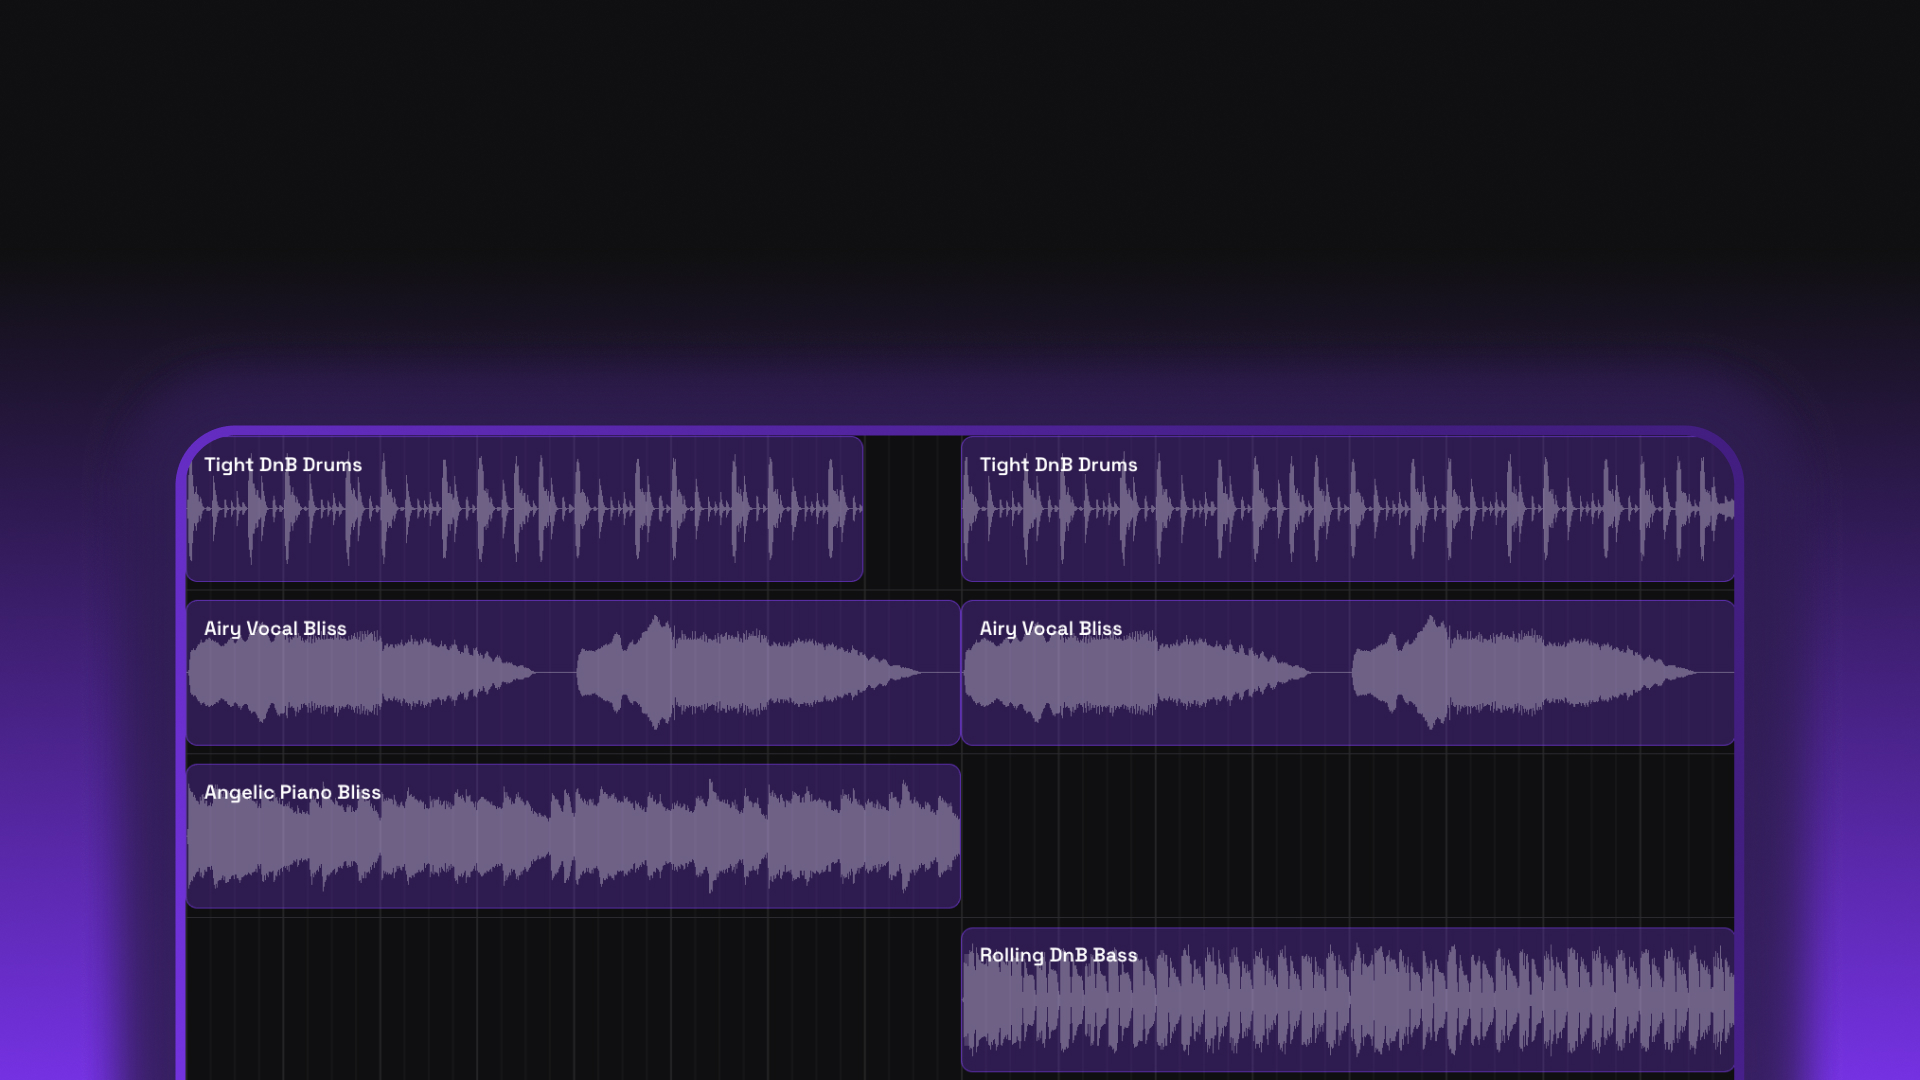 Tight DnB Drums
Tight DnB Drums
Airy Vocal Bliss
Airy Vocal Bliss
Angelic Piano Bliss
Rolling DnB Bass